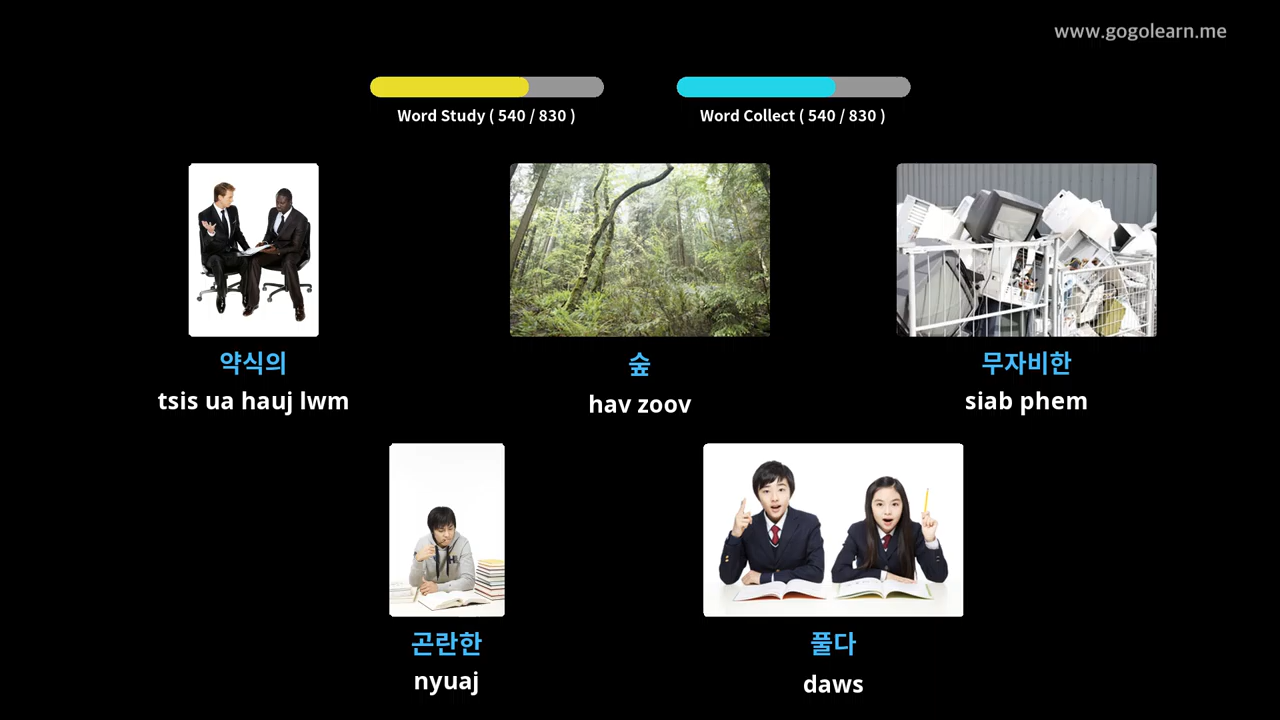 www.gogolearn.me
Word Study ( 540 / 830 )
Word Collect ( 540 / 830 )
약식의
tsis ua hauj lwm
숲
hav zoov
무자비한
siab phem
곤란한
nyuaj
풀다
daws